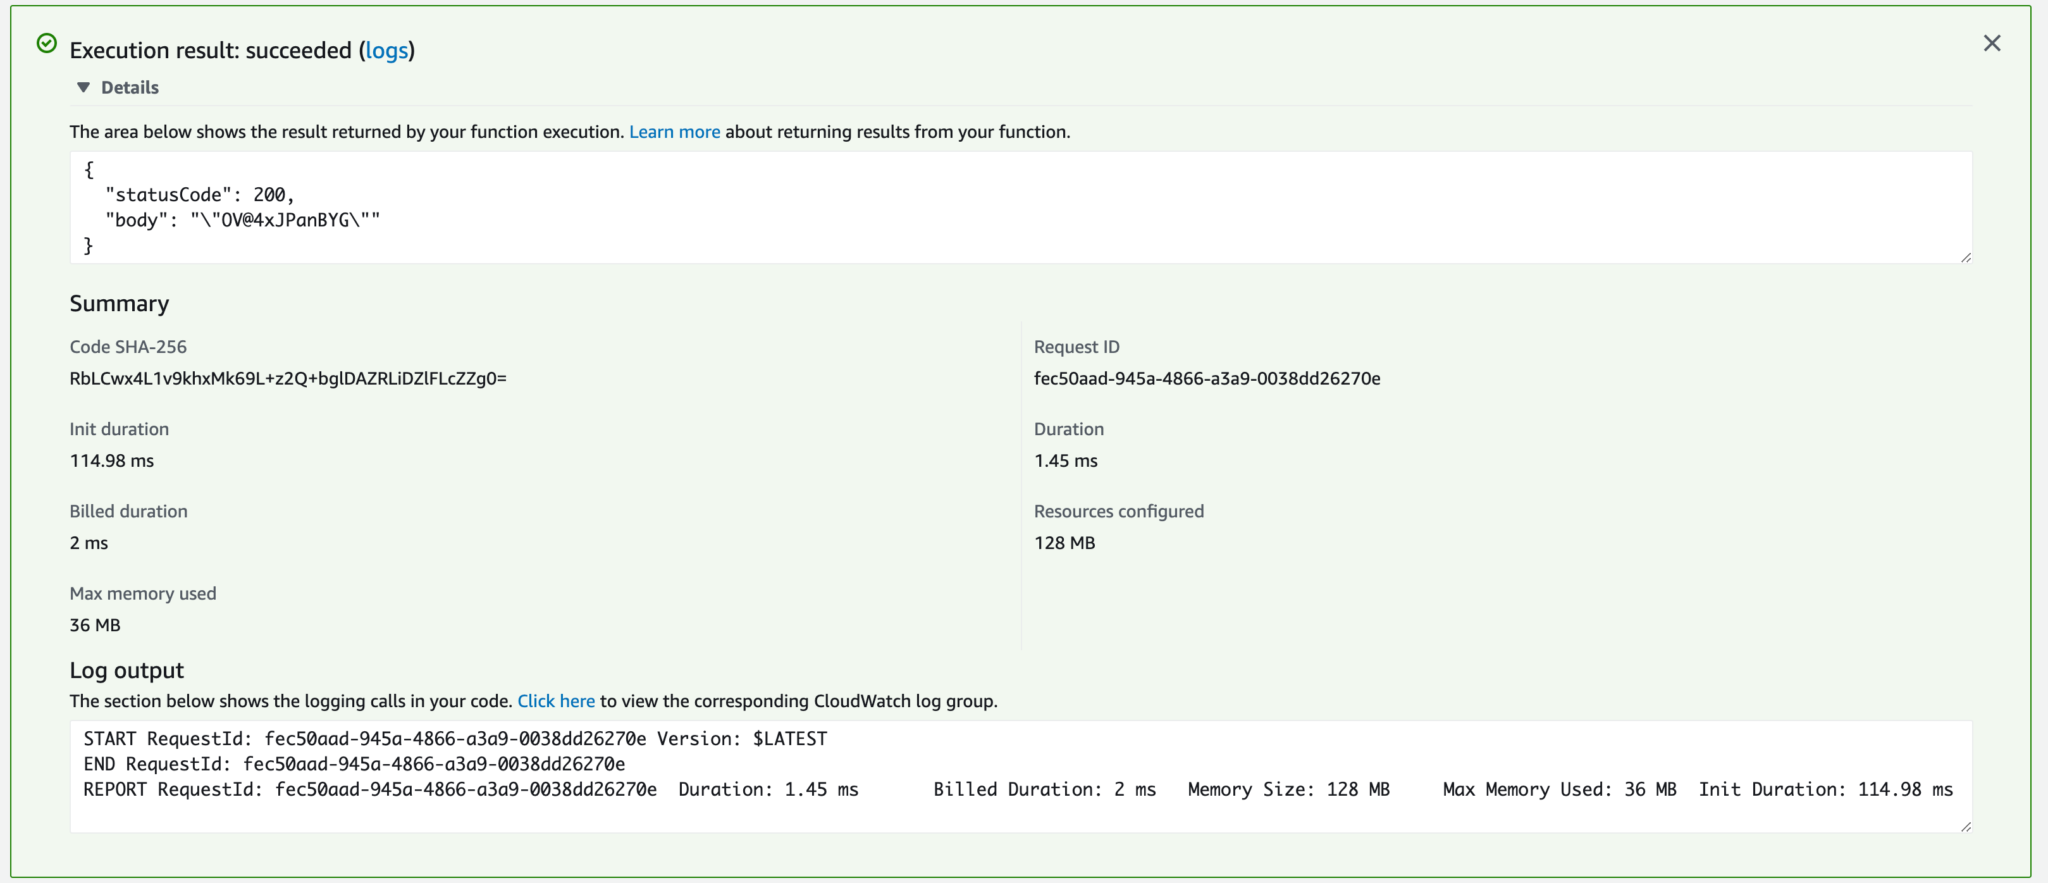 Execution result: succeeded (logs)
Details
The area below shows the result returned by your function execution. Learn more about returning results from your function.
{
"statusCode": 200,
"body": "\"OV@4xJPanBYG\""
}
Summary
Code SHA-256
RbLCwx4L1v9khxMk69L+z2Q+bglDAZRLiDZlFLcZZg0=
Request ID
fec50aad-945a-4866-a3a9-0038dd26270e
Init duration
114.98 ms
Duration
1.45 ms
Billed duration
2 ms
Resources configured
128 MB
Max memory used
36 MB
Log output
The section below shows the logging calls in your code. Click here to view the corresponding CloudWatch log group.
START RequestId: fec50aad-945a-4866-a3a9-0038dd26270e Version: $LATEST
END RequestId: fec50aad-945a-4866-a3a9-0038dd26270e
REPORT RequestId: fec50aad-945a-4866-a3a9-0038dd26270e Duration: 1.45 ms Billed Duration: 2 ms Memory Size: 128 MB Max Memory Used: 36 MB Init Duration: 114.98 ms